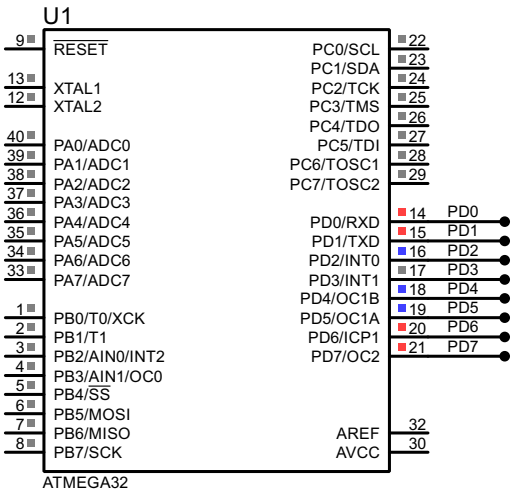 U1
9 RESET
13 XTAL1
12 XTAL2
40 PA0/ADC0
39 PA1/ADC1
38 PA2/ADC2
37 PA3/ADC3
36 PA4/ADC4
35 PA5/ADC5
34 PA6/ADC6
33 PA7/ADC7
1 PB0/T0/XCK
2 PB1/T1
3 PB2/AIN0/INT2
4 PB3/AIN1/OC0
5 PB4/SS
6 PB5/MOSI
7 PB6/MISO
8 PB7/SCK
PC0/SCL 22
PC1/SDA 23
PC2/TCK 24
PC3/TMS 25
PC4/TDO 26
PC5/TDI 27
PC6/TOSC1 28
PC7/TOSC2 29
PD0/RXD 14 PD0
PD1/TXD 15 PD1
PD2/INT0 16 PD2
PD3/INT1 17 PD3
PD4/OC1B 18 PD4
PD5/OC1A 19 PD5
PD6/ICP1 20 PD6
PD7/OC2 21 PD7
AREF 32
AVCC 30
ATMEGA32